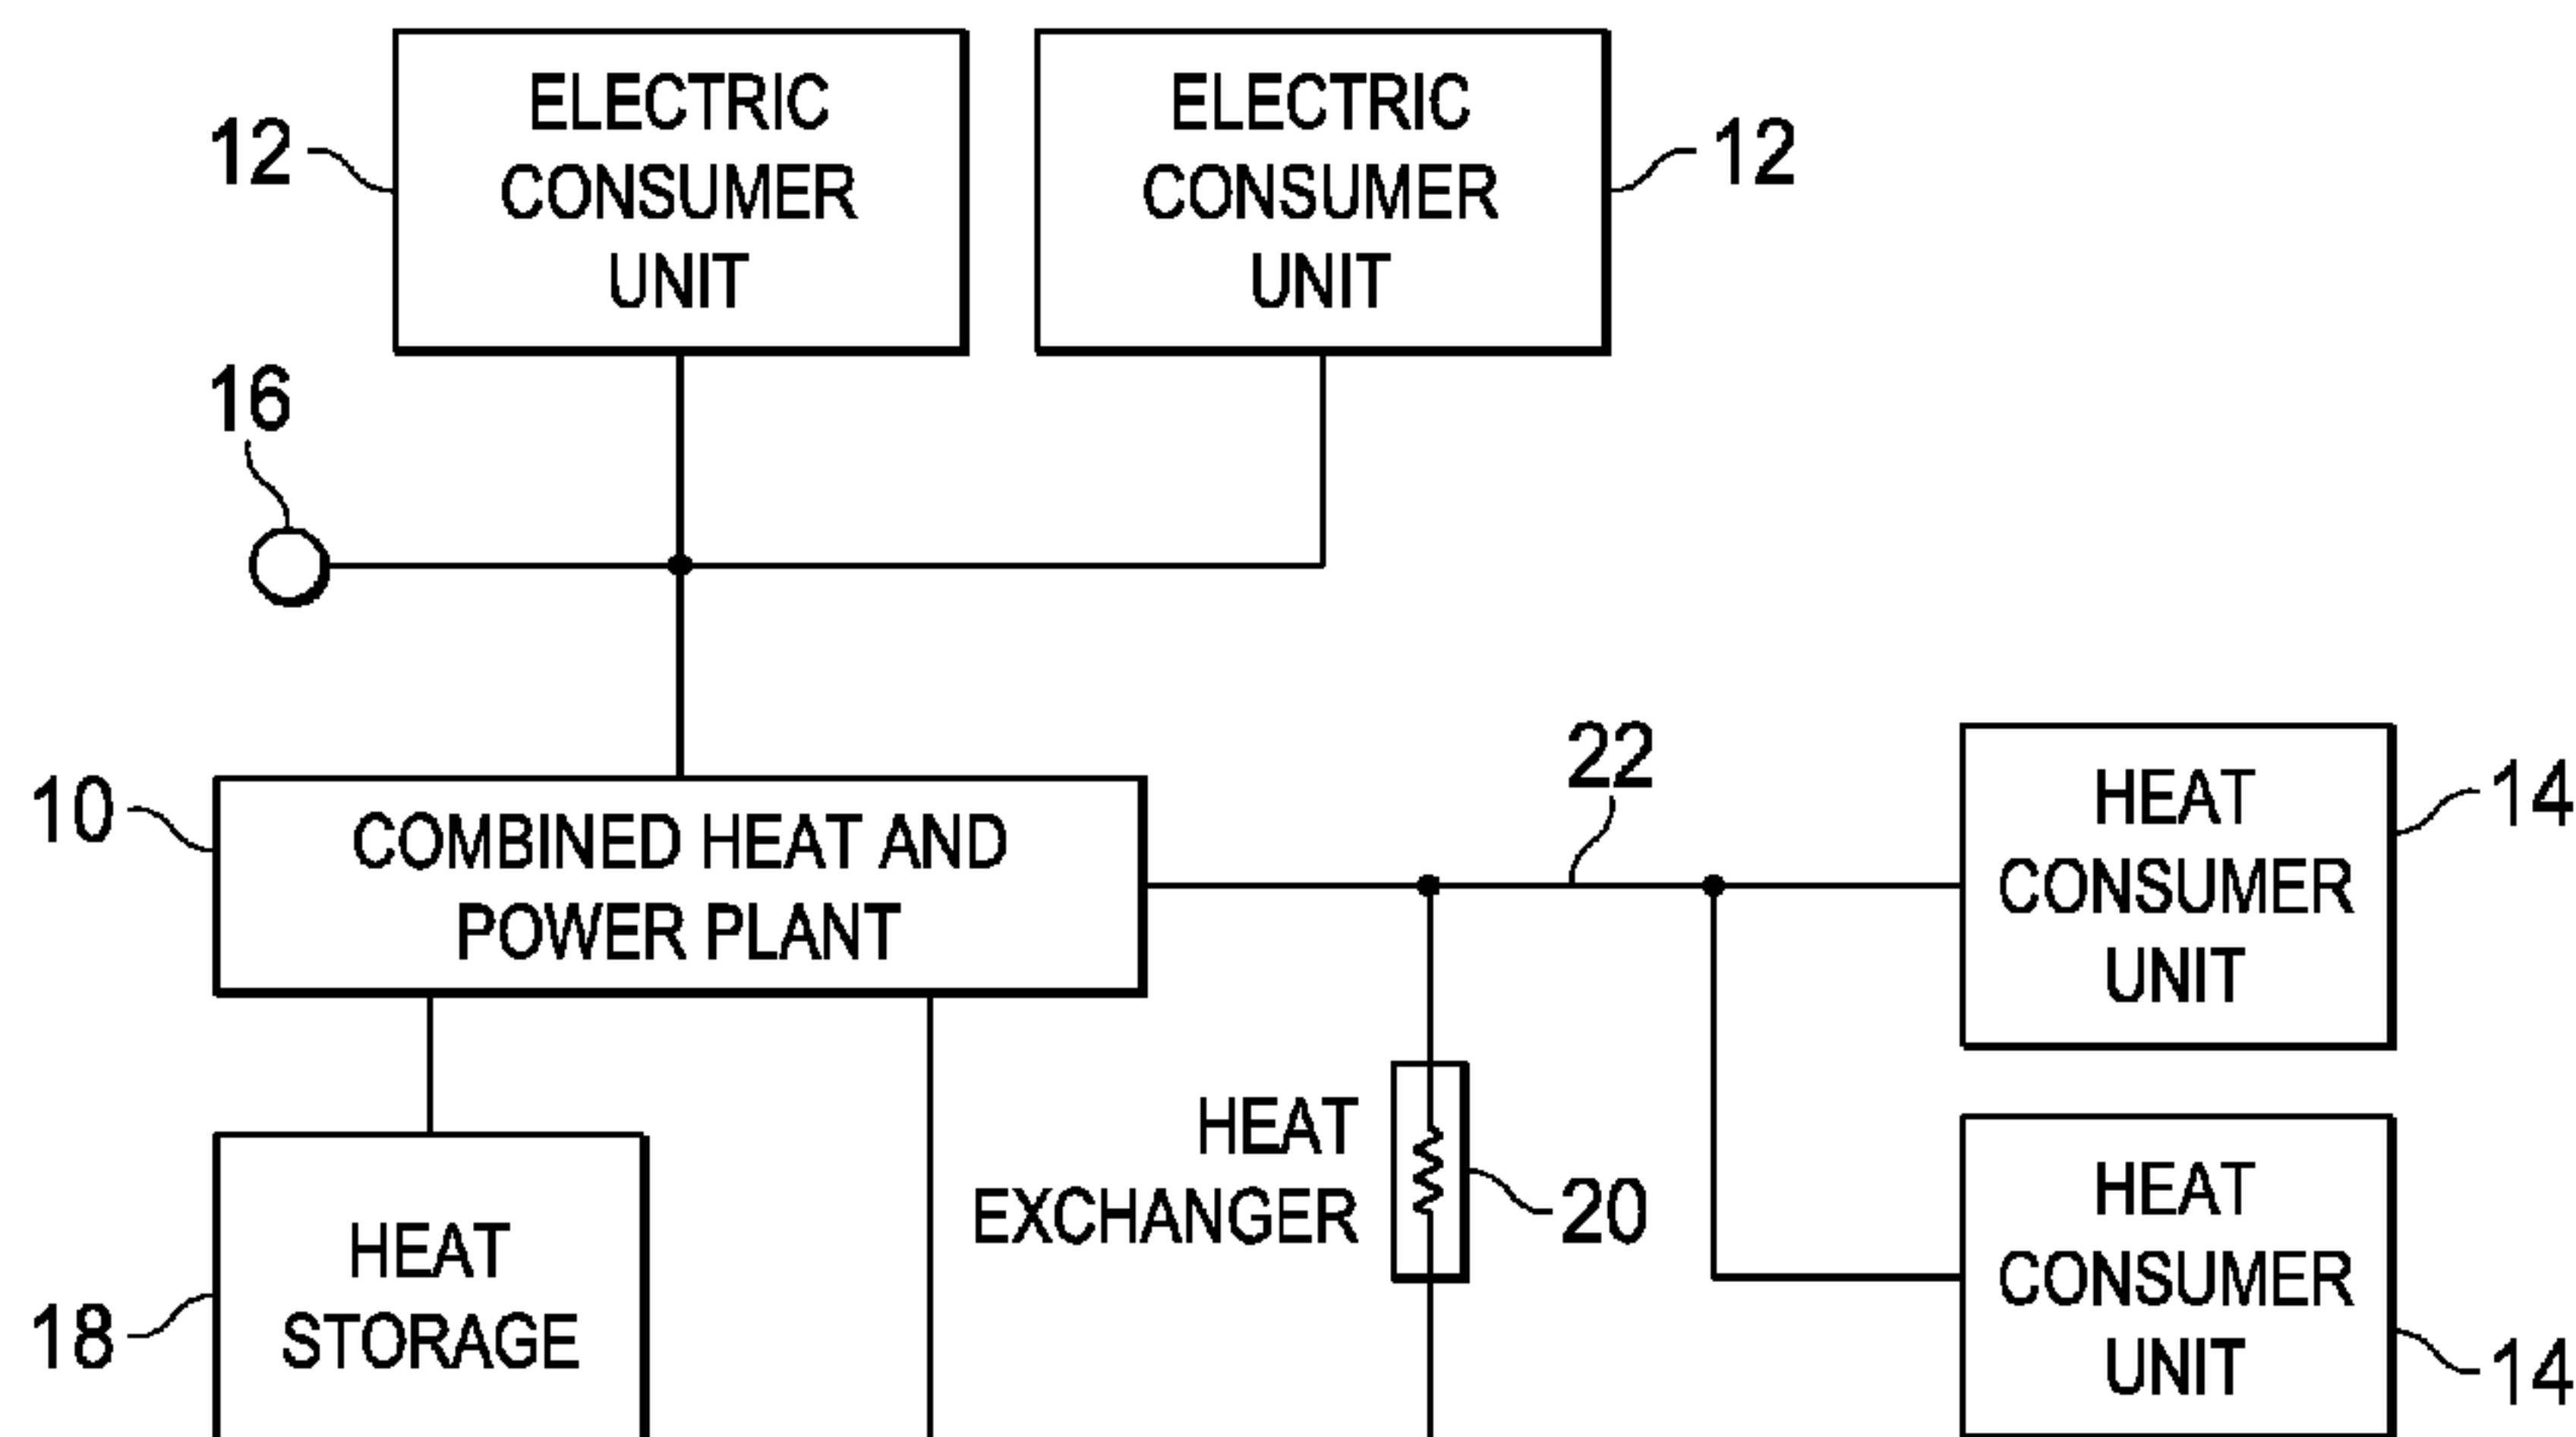 ELECTRIC
CONSUMER
UNIT
ELECTRIC
CONSUMER
UNIT
12
12
16
10
COMBINED HEAT AND
POWER PLANT
22
HEAT
CONSUMER
UNIT
14
HEAT
EXCHANGER
20
HEAT
STORAGE
18
HEAT
CONSUMER
UNIT
14